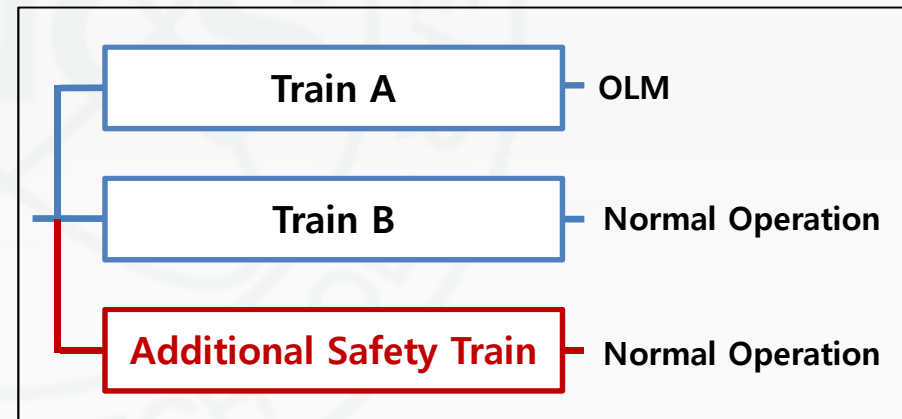 Train A
OLM
Train B
Normal Operation
Additional Safety Train
Normal Operation